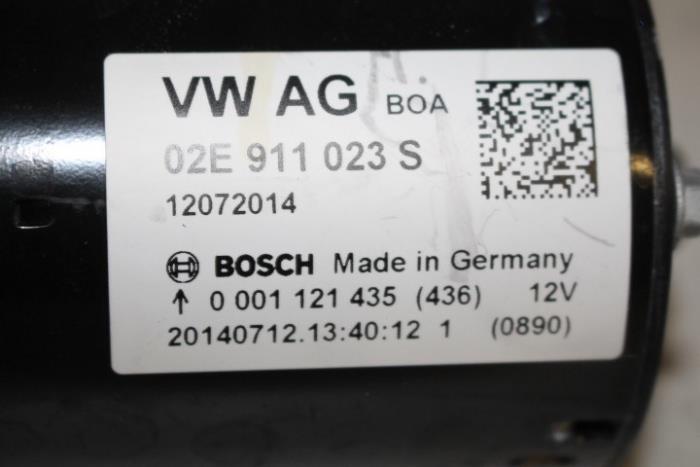 VW AG BOA
02E 911 023 S
12072014
BOSCH Made in Germany
↑ 0 001 121 435 (436) 12V
20140712.13:40:12 1 (0890)